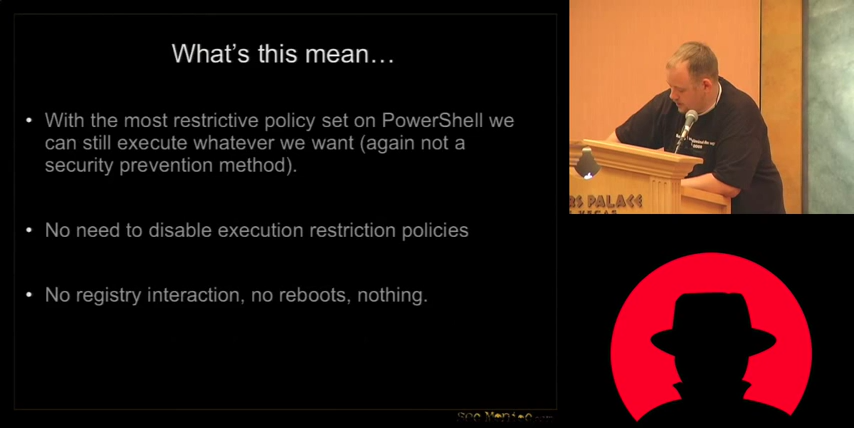 What's this mean…
• With the most restrictive policy set on PowerShell we
can still execute whatever we want (again not a
security prevention method).
• No need to disable execution restriction policies
• No registry interaction, no reboots, nothing.
PALACE